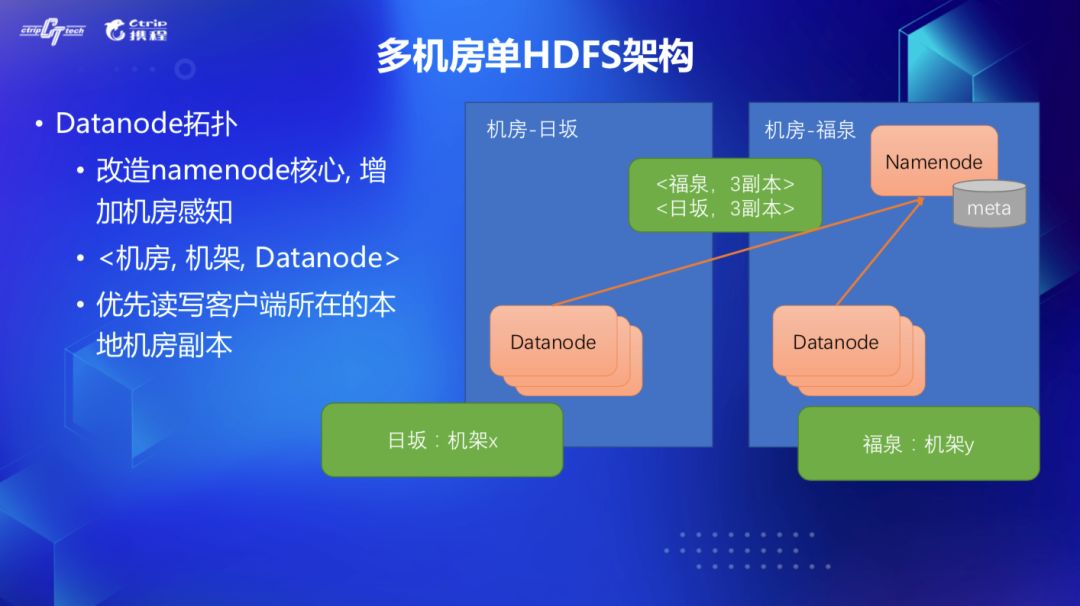 ctrip tech
Ctrip
携程
多机房单HDFS架构
• Datanode拓扑
• 改造namenode核心, 增
加机房感知
• <机房, 机架, Datanode>
• 优先读写客户端所在的本
地机房副本
机房-日坂
机房-福泉
Namenode
meta
<福泉，3副本>
<日坂，3副本>
Datanode
Datanode
日坂：机架x
福泉：机架y